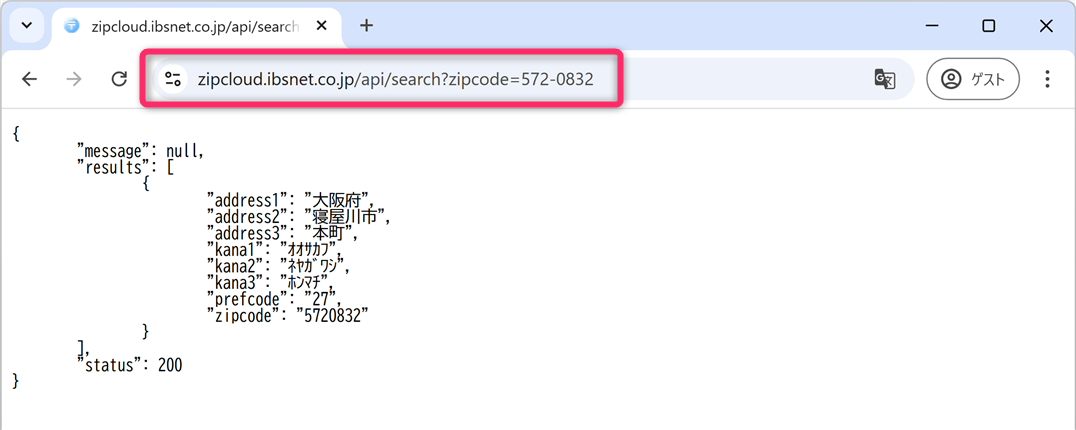 zipcloud.ibsnet.co.jp/api/search
zipcloud.ibsnet.co.jp/api/search?zipcode=572-0832
ゲスト
{
"message": null,
"results": [
{
"address1": "大阪府",
"address2": "寝屋川市",
"address3": "本町",
"kana1": "ｵｵｻｶﾌ",
"kana2": "ﾈﾔｶﾞﾜｼ",
"kana3": "ﾎﾝﾏﾁ",
"prefcode": "27",
"zipcode": "5720832"
}
],
"status": 200
}